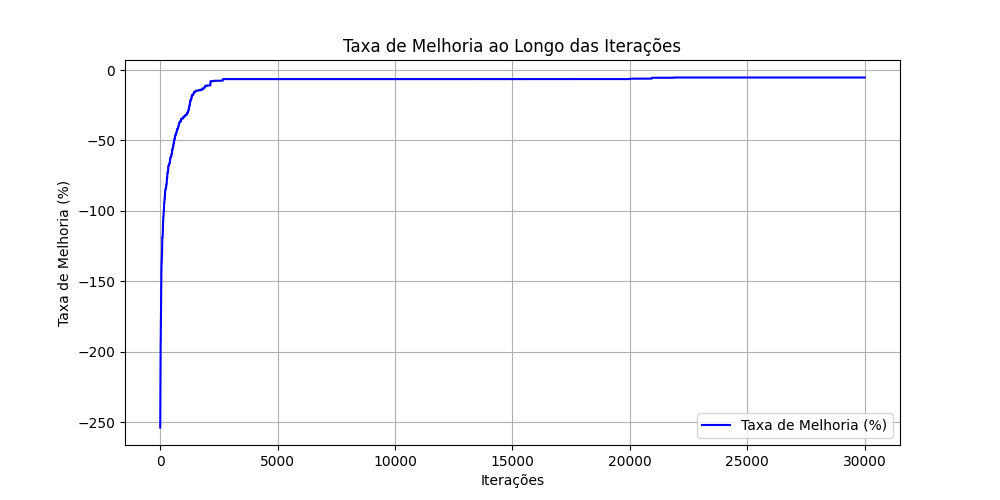 Taxa de Melhoria ao Longo das Iterações
Taxa de Melhoria (%)
0
−50
−100
−150
−200
−250
0 5000 10000 15000 20000 25000 30000
Iterações
Taxa de Melhoria (%)